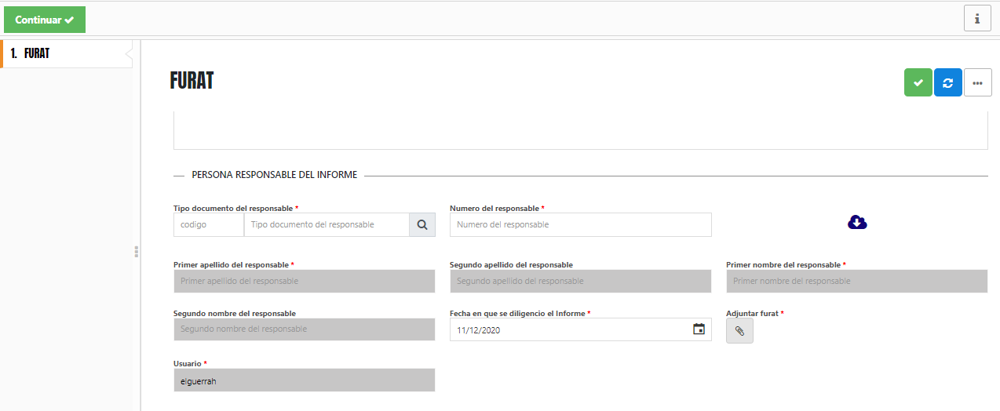 Continuar
1. FURAT
FURAT
PERSONA RESPONSABLE DEL INFORME
Tipo documento del responsable *
Numero del responsable *
codigo
Tipo documento del responsable
Numero del responsable
Primer apellido del responsable *
Segundo apellido del responsable
Primer nombre del responsable *
Primer apellido del responsable
Segundo apellido del responsable
Primer nombre del responsable
Segundo nombre del responsable
Fecha en que se diligencio el Informe *
Adjuntar furat *
Segundo nombre del responsable
11/12/2020
Usuario *
elguerrah